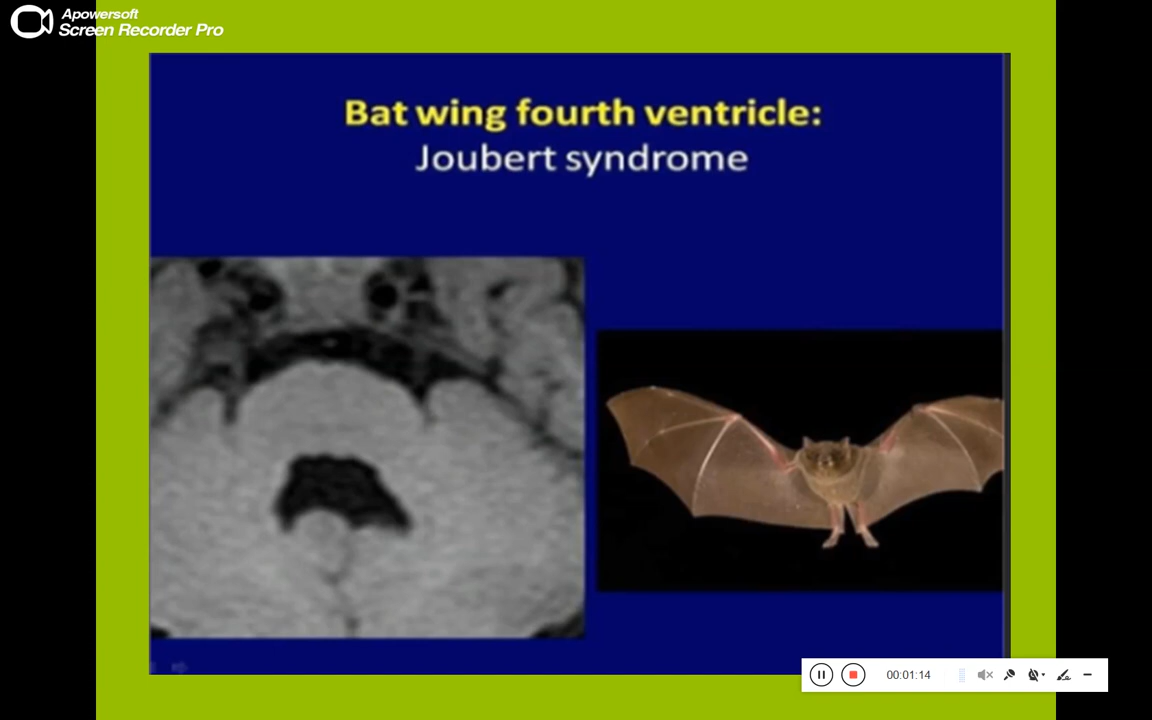 Apowersoft
Screen Recorder Pro
Bat wing fourth ventricle:
Joubert syndrome
00:01:14